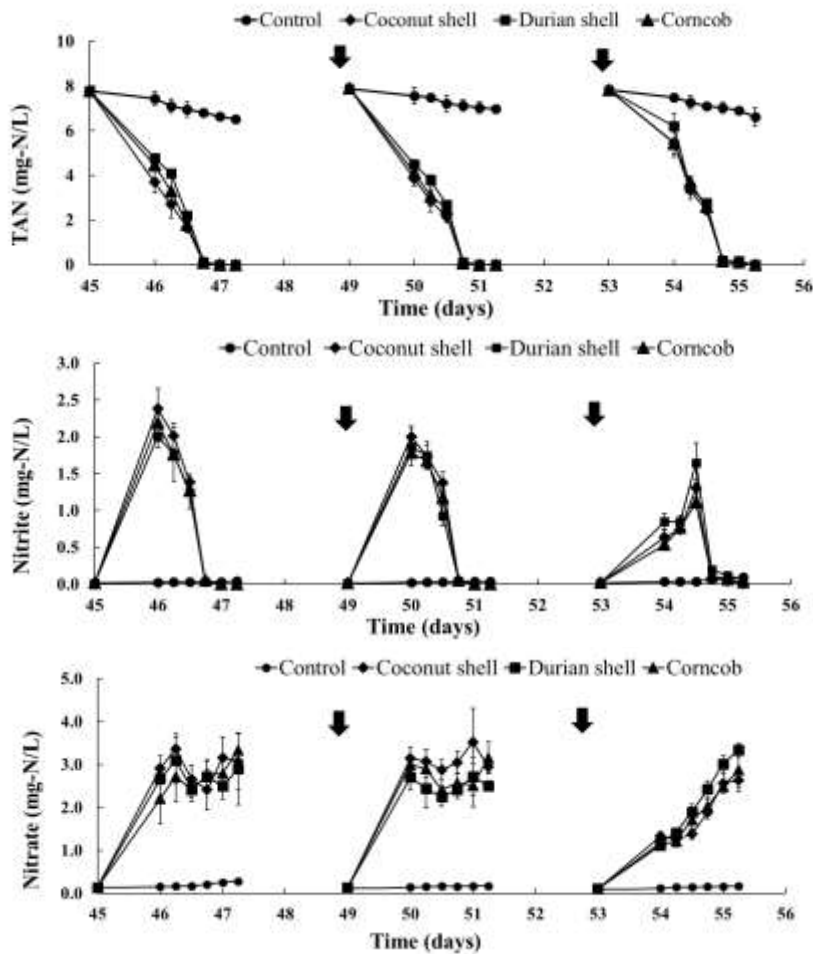 Control Coconut shell Durian shell Corncob
10
8
6
4
2
0
TAN (mg-N/L)
45 46 47 48 49 50 51 52 53 54 55 56
Time (days)
Control Coconut shell Durian shell Corncob
3.0
2.5
2.0
1.5
1.0
0.5
0.0
Nitrite (mg-N/L)
45 46 47 48 49 50 51 52 53 54 55 56
Time (days)
Control Coconut shell Durian shell Corncob
5.0
4.0
3.0
2.0
1.0
0.0
Nitrate (mg-N/L)
45 46 47 48 49 50 51 52 53 54 55 56
Time (days)